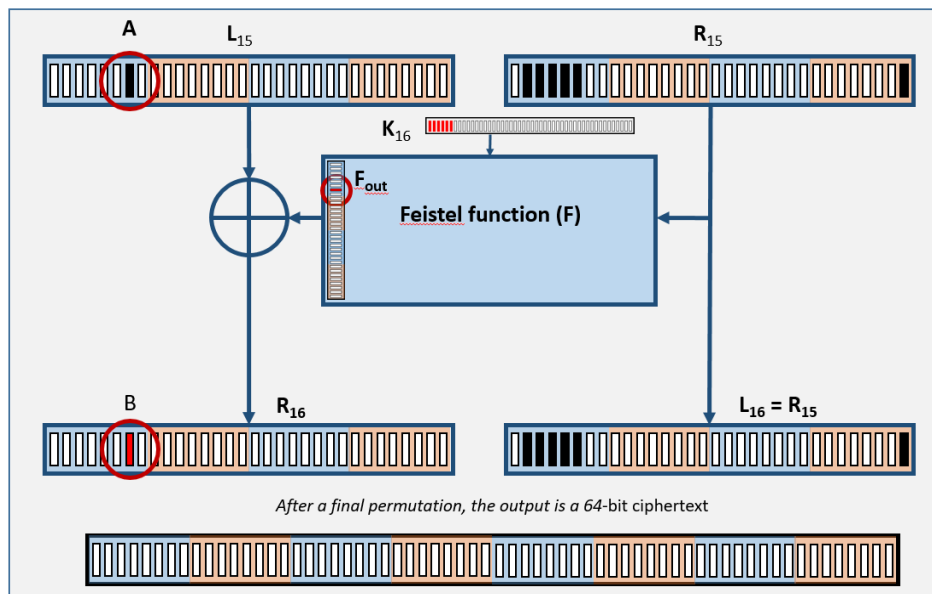 A
L15
R15
K16
Fout
Feistel function (F)
B
R16
L16 = R15
After a final permutation, the output is a 64-bit ciphertext